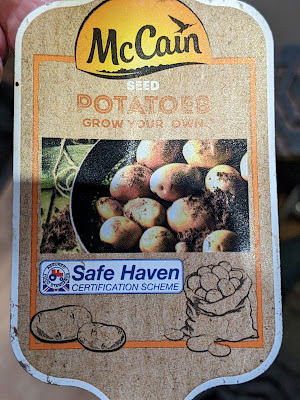 McCain
SEED
POTATOES
GROW YOUR OWN
Safe Haven
CERTIFICATION SCHEME